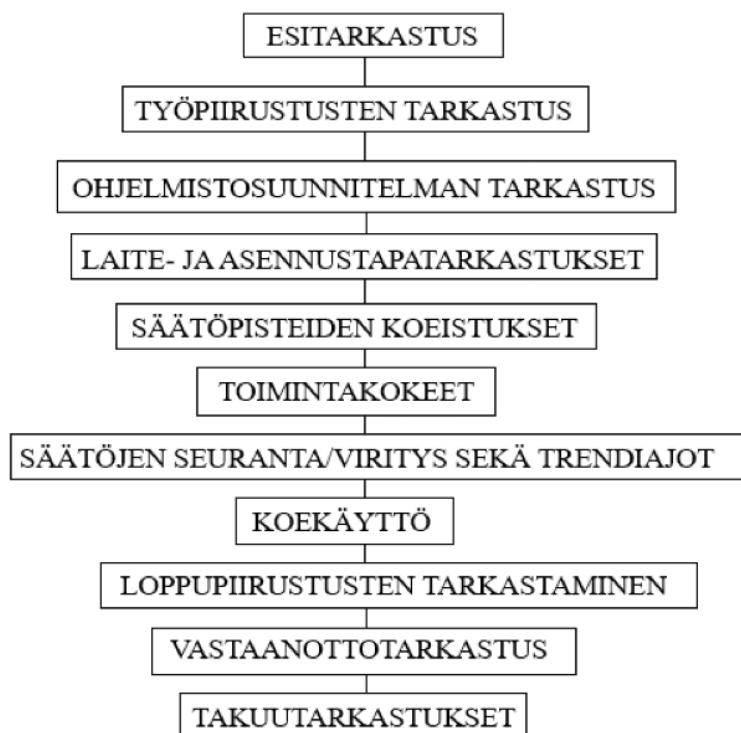 ESITARKASTUS
TYÖPIIRUSTUSTEN TARKASTUS
OHJELMISTOSUUNNITELMAN TARKASTUS
LAITE- JA ASENNUSTAPATARKASTUKSET
SÄÄTÖPISTEIDEN KOEISTUKSET
TOIMINTAKOKEET
SÄÄTÖJEN SEURANTA/VIRITYS SEKÄ TRENDIAJOT
KOEKÄYTTÖ
LOPPUPIIRUSTUSTEN TARKASTAMINEN
VASTAANOTTOTARKASTUS
TAKUUTARKASTUKSET